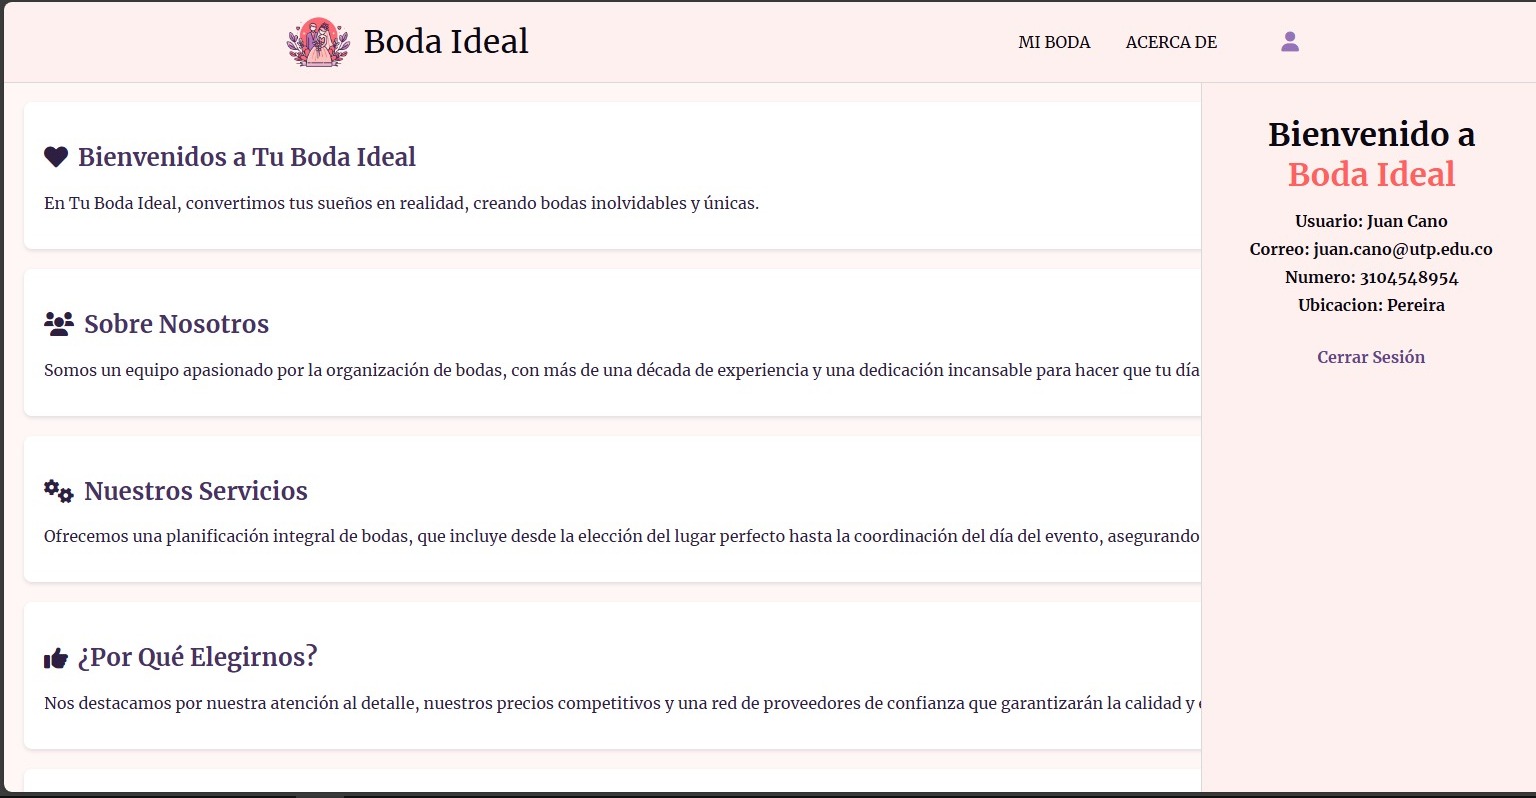 Boda Ideal
MI BODA
ACERCA DE
Bienvenidos a Tu Boda Ideal
En Tu Boda Ideal, convertimos tus sueños en realidad, creando bodas inolvidables y únicas.
Sobre Nosotros
Somos un equipo apasionado por la organización de bodas, con más de una década de experiencia y una dedicación incansable para hacer que tu día
Nuestros Servicios
Ofrecemos una planificación integral de bodas, que incluye desde la elección del lugar perfecto hasta la coordinación del día del evento, asegurando
¿Por Qué Elegirnos?
Nos destacamos por nuestra atención al detalle, nuestros precios competitivos y una red de proveedores de confianza que garantizarán la calidad y
Bienvenido a
Boda Ideal
Usuario: Juan Cano
Correo: juan.cano@utp.edu.co
Numero: 3104548954
Ubicacion: Pereira
Cerrar Sesión